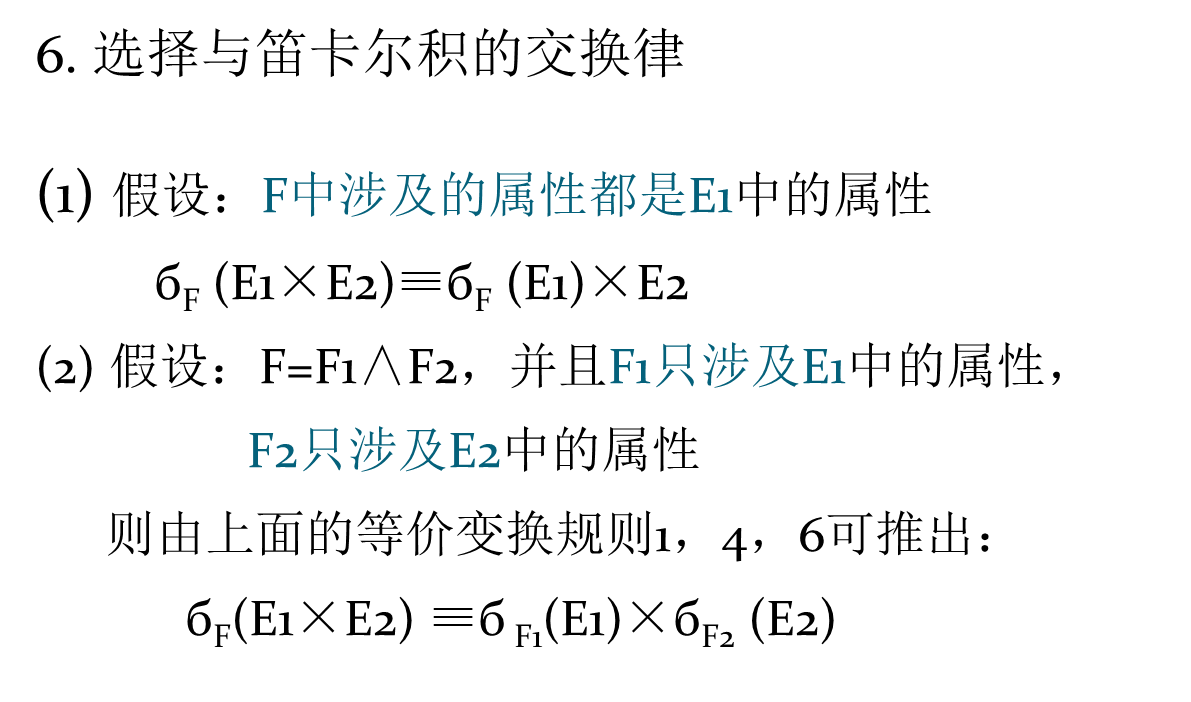 6. 选择与笛卡尔积的交换律
(1) 假设：F中涉及的属性都是E1中的属性
бF (E1×E2)≡бF (E1)×E2
(2) 假设：F=F1∧F2，并且F1只涉及E1中的属性，
F2只涉及E2中的属性
则由上面的等价变换规则1，4，6可推出：
бF(E1×E2) ≡б F1(E1)×бF2 (E2)